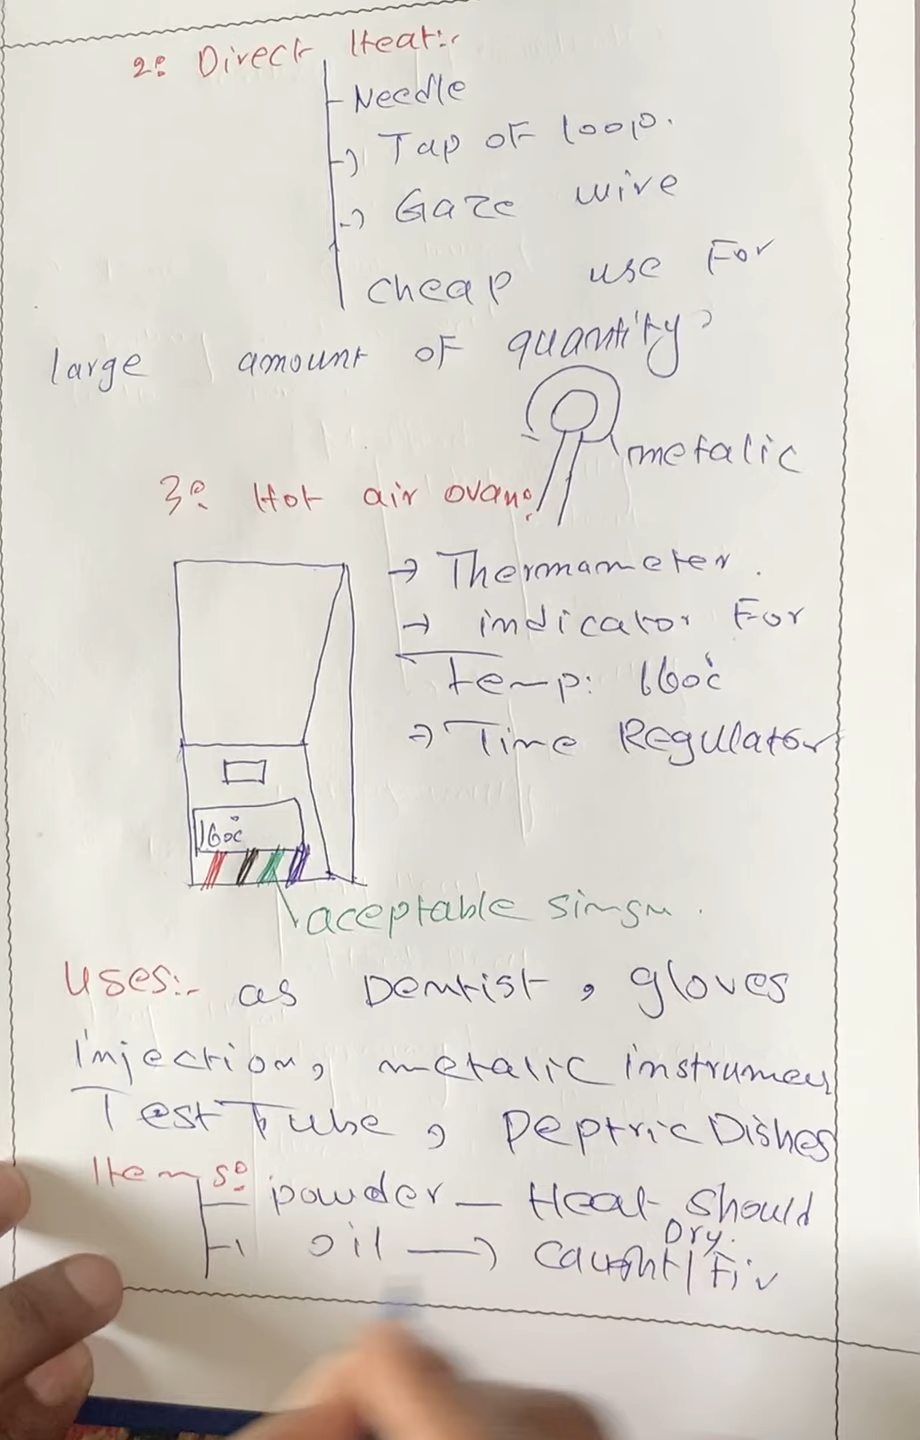 2: Direct Heat:-
Needle
→ Tap of loop.
→ Gaze wire
cheap use For
large amount of quantity
metalic
3: Hot air ovan:
→ Thermameter.
→ indicator For
temp: 160°c
→ Time Regulator
160°c
aceptable singn.
Uses:- as Dentist, gloves
Injection, metalic instrumen
Test Tube, Peptric Dishes
Items: powder — Heat should
Dry.
oil → caught / Fir